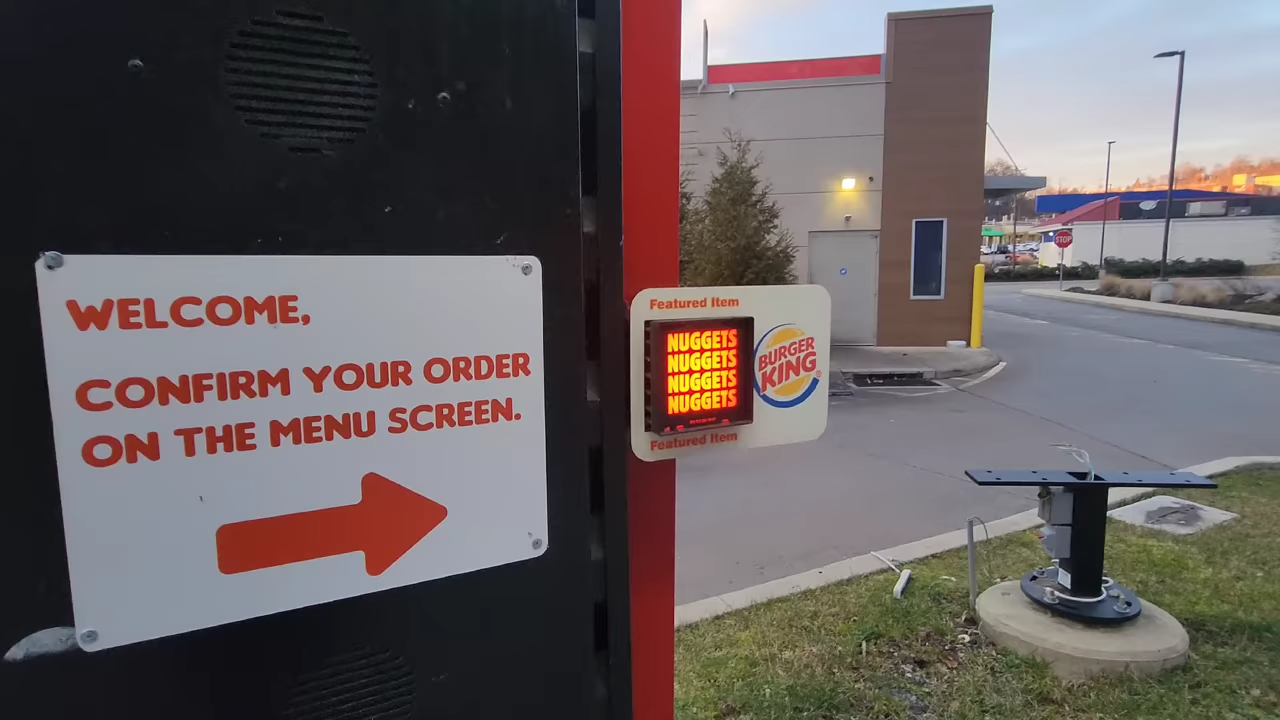 WELCOME,
CONFIRM YOUR ORDER
ON THE MENU SCREEN.
Featured Item
NUGGETS
NUGGETS
NUGGETS
NUGGETS
Featured Item
BURGER
KING
®
STOP